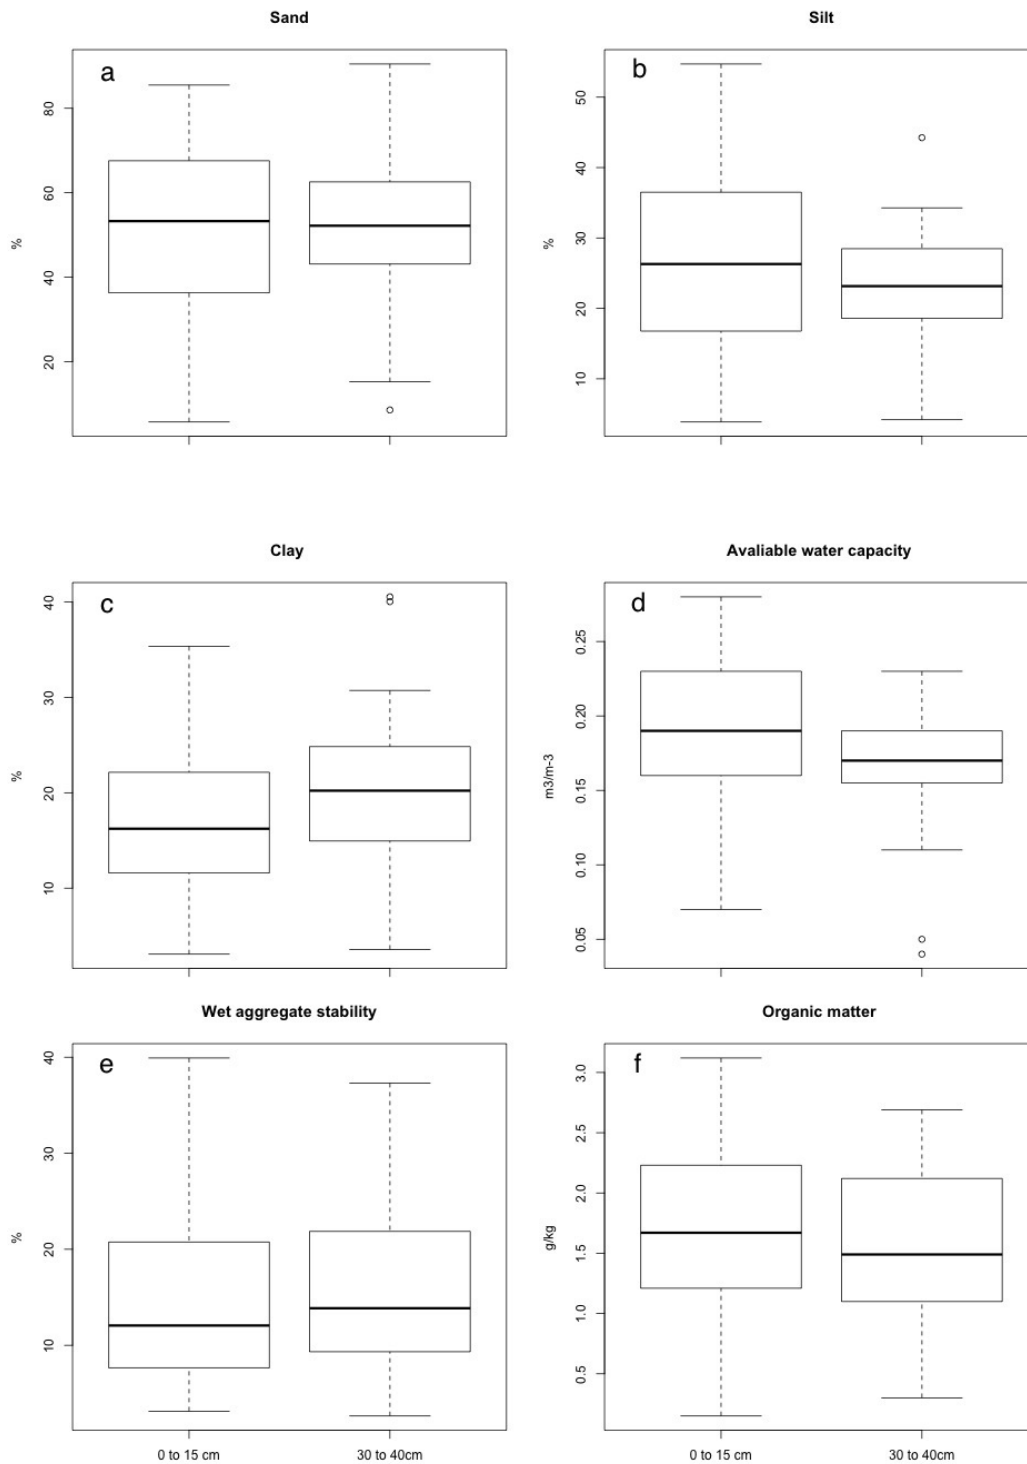 Sand
a
80
60
40
20
%
Silt
b
50
40
30
20
10
%
Clay
c
40
30
20
10
%
Avaliable water capacity
d
0.25
0.20
0.15
0.10
0.05
m3/m-3
Wet aggregate stability
e
40
30
20
10
%
0 to 15 cm
30 to 40cm
Organic matter
f
3.0
2.5
2.0
1.5
1.0
0.5
g/kg
0 to 15 cm
30 to 40cm